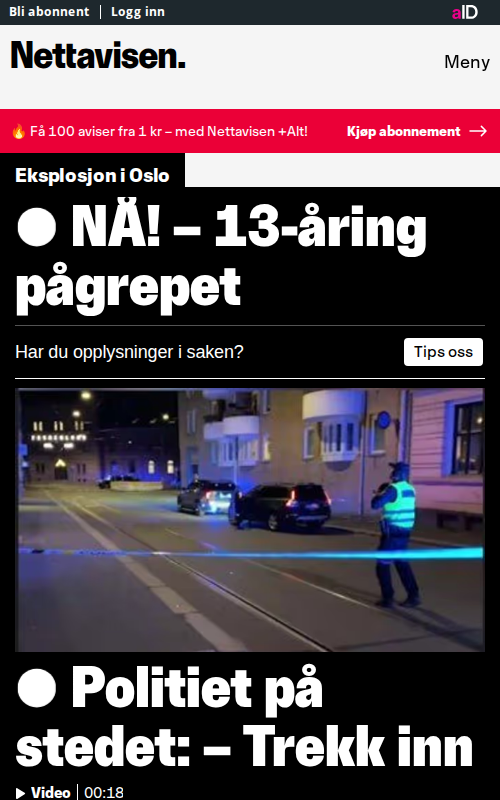 Bli abonnent | Logg inn
aID
Nettavisen.
Meny
🔥 Få 100 aviser fra 1 kr – med Nettavisen +Alt!
Kjøp abonnement →
Eksplosjon i Oslo
● NÅ! – 13-åring
pågrepet
Har du opplysninger i saken?
Tips oss
● Politiet på
stedet: – Trekk inn
Video | 00:18